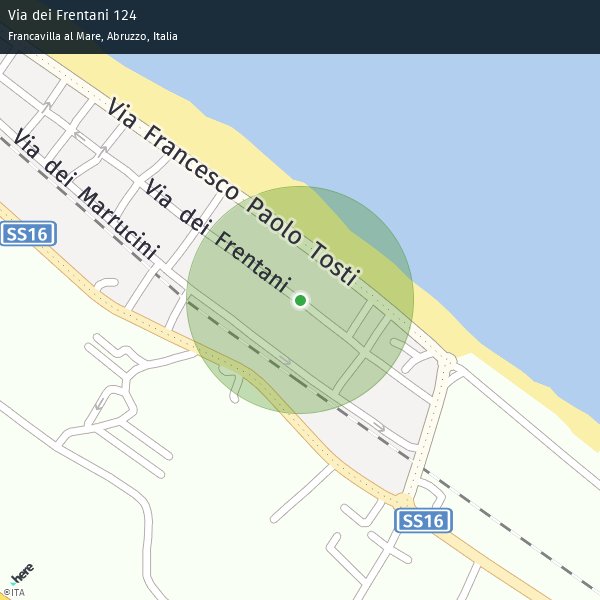 Via dei Frentani 124
Francavilla al Mare, Abruzzo, Italia
Via Francesco Paolo Tosti
Via dei Marrucini
Via dei Frentani
SS16
SS16
here
©ITA